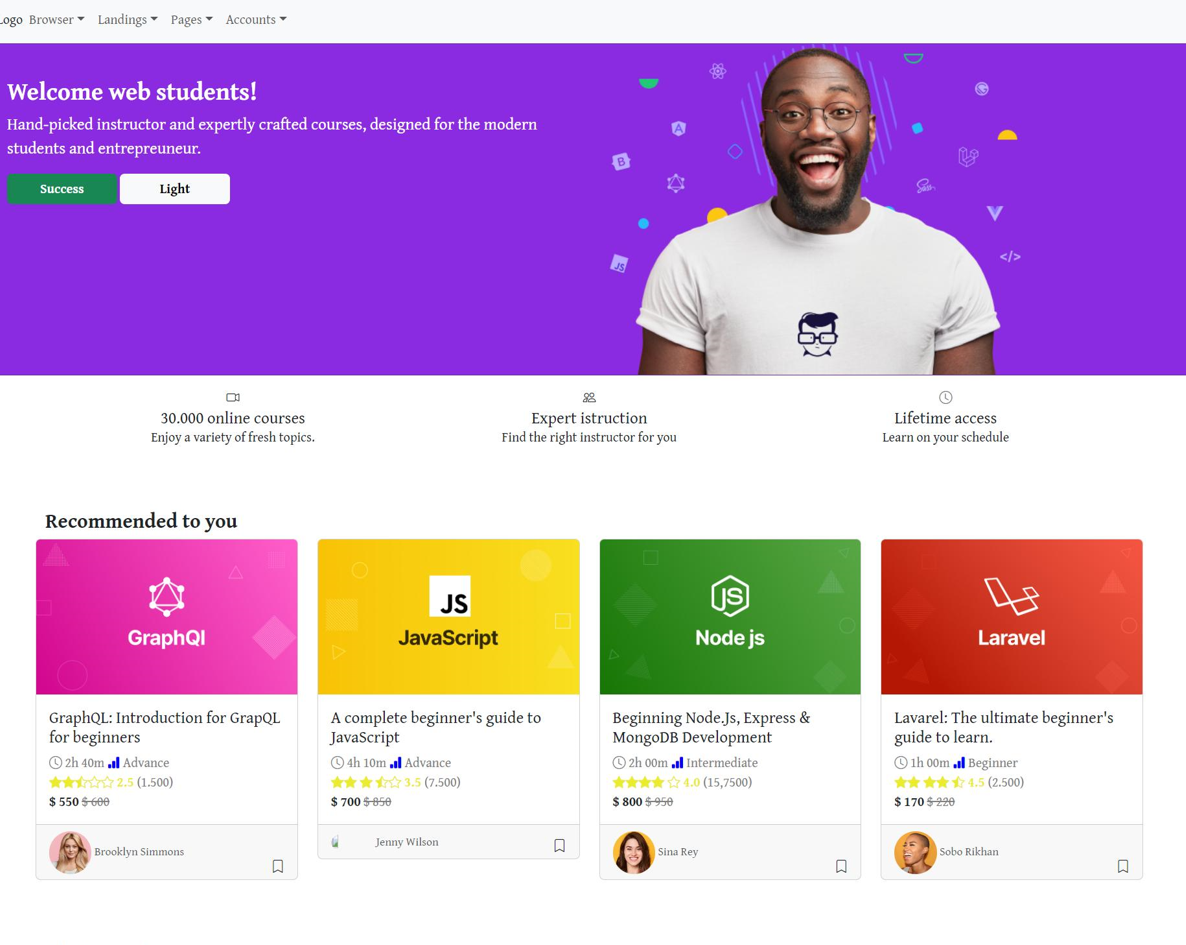 ogo Browser Landings Pages Accounts
Welcome web students!
Hand-picked instructor and expertly crafted courses, designed for the modern
students and entrepreuneur.
Success Light
A
B
JS
</>
30.000 online courses
Enjoy a variety of fresh topics.
Expert istruction
Find the right instructor for you
Lifetime access
Learn on your schedule
Recommended to you
GraphQl
GraphQL: Introduction for GrapQL
for beginners
2h 40m Advance
2.5 (1.500)
$ 550 $ 600
Brooklyn Simmons
JS
JavaScript
A complete beginner's guide to
JavaScript
4h 10m Advance
3.5 (7.500)
$ 700 $ 850
Jenny Wilson
JS
Node js
Beginning Node.Js, Express &
MongoDB Development
2h 00m Intermediate
4.0 (15,7500)
$ 800 $ 950
Sina Rey
Laravel
Lavarel: The ultimate beginner's
guide to learn.
1h 00m Beginner
4.5 (2.500)
$ 170 $ 220
Sobo Rikhan